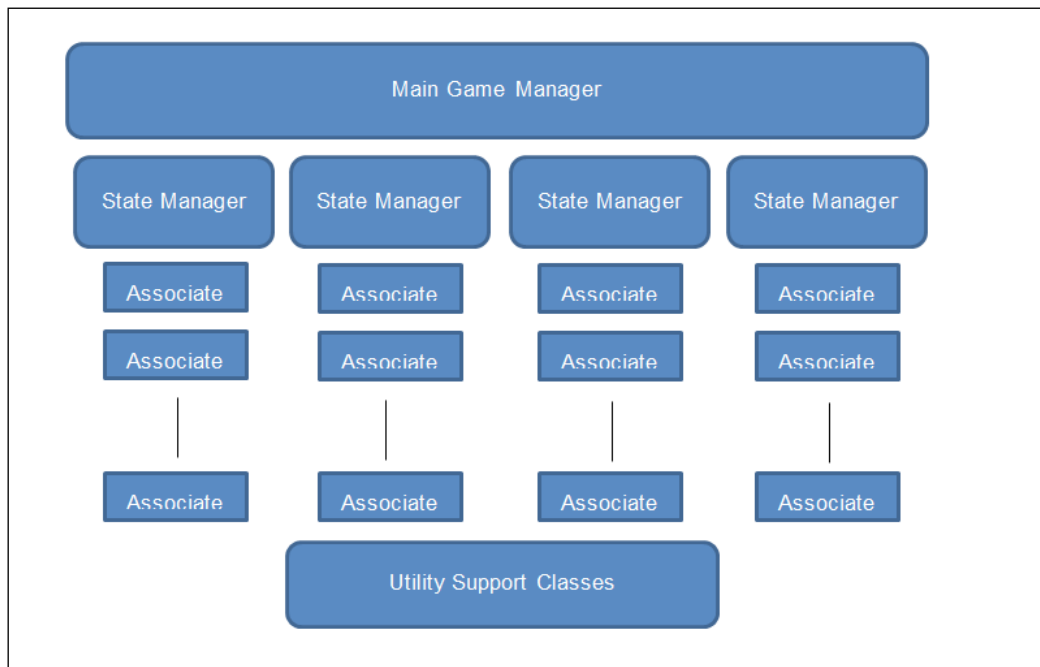 Main Game Manager
State Manager State Manager State Manager State Manager
Associate Associate Associate Associate
Associate Associate Associate Associate
Associate Associate Associate Associate
Utility Support Classes